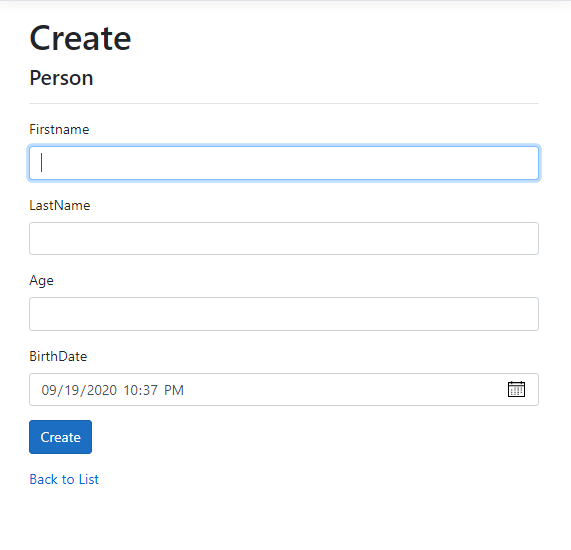 Create
Person
Firstname
LastName
Age
BirthDate
09/19/2020 10:37 PM
Create
Back to List